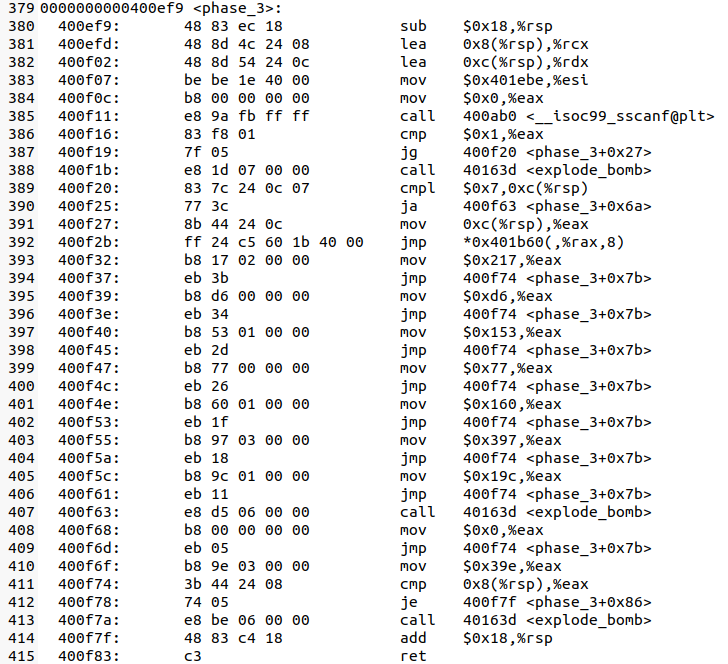 379 0000000000400ef9 <phase_3>:
380 400ef9: 48 83 ec 18 sub $0x18,%rsp
381 400efd: 48 8d 4c 24 08 lea 0x8(%rsp),%rcx
382 400f02: 48 8d 54 24 0c lea 0xc(%rsp),%rdx
383 400f07: be be 1e 40 00 mov $0x401ebe,%esi
384 400f0c: b8 00 00 00 00 mov $0x0,%eax
385 400f11: e8 9a fb ff ff call 400ab0 <__isoc99_sscanf@plt>
386 400f16: 83 f8 01 cmp $0x1,%eax
387 400f19: 7f 05 jg 400f20 <phase_3+0x27>
388 400f1b: e8 1d 07 00 00 call 40163d <explode_bomb>
389 400f20: 83 7c 24 0c 07 cmpl $0x7,0xc(%rsp)
390 400f25: 77 3c ja 400f63 <phase_3+0x6a>
391 400f27: 8b 44 24 0c mov 0xc(%rsp),%eax
392 400f2b: ff 24 c5 60 1b 40 00 jmp *0x401b60(,%rax,8)
393 400f32: b8 17 02 00 00 mov $0x217,%eax
394 400f37: eb 3b jmp 400f74 <phase_3+0x7b>
395 400f39: b8 d6 00 00 00 mov $0xd6,%eax
396 400f3e: eb 34 jmp 400f74 <phase_3+0x7b>
397 400f40: b8 53 01 00 00 mov $0x153,%eax
398 400f45: eb 2d jmp 400f74 <phase_3+0x7b>
399 400f47: b8 77 00 00 00 mov $0x77,%eax
400 400f4c: eb 26 jmp 400f74 <phase_3+0x7b>
401 400f4e: b8 60 01 00 00 mov $0x160,%eax
402 400f53: eb 1f jmp 400f74 <phase_3+0x7b>
403 400f55: b8 97 03 00 00 mov $0x397,%eax
404 400f5a: eb 18 jmp 400f74 <phase_3+0x7b>
405 400f5c: b8 9c 01 00 00 mov $0x19c,%eax
406 400f61: eb 11 jmp 400f74 <phase_3+0x7b>
407 400f63: e8 d5 06 00 00 call 40163d <explode_bomb>
408 400f68: b8 00 00 00 00 mov $0x0,%eax
409 400f6d: eb 05 jmp 400f74 <phase_3+0x7b>
410 400f6f: b8 9e 03 00 00 mov $0x39e,%eax
411 400f74: 3b 44 24 08 cmp 0x8(%rsp),%eax
412 400f78: 74 05 je 400f7f <phase_3+0x86>
413 400f7a: e8 be 06 00 00 call 40163d <explode_bomb>
414 400f7f: 48 83 c4 18 add $0x18,%rsp
415 400f83: c3 ret